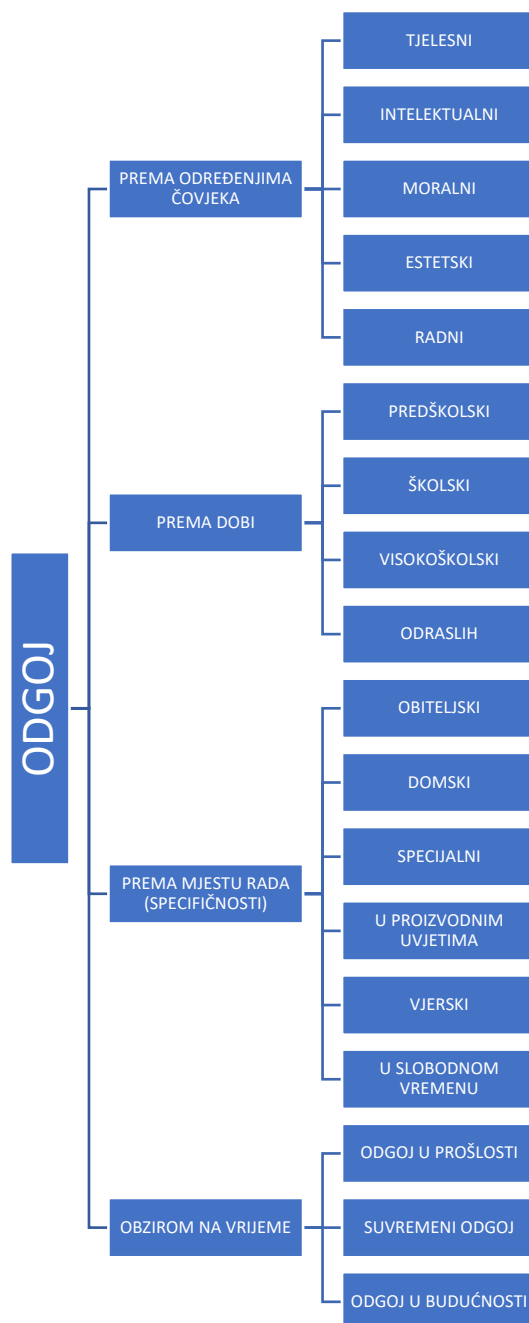 ODGOJ
PREMA ODREĐENJIMA
ČOVJEKA
TJELESNI
INTELEKTUALNI
MORALNI
ESTETSKI
RADNI
PREMA DOBI
PREDŠKOLSKI
ŠKOLSKI
VISOKOŠKOLSKI
ODRASLIH
PREMA MJESTU RADA
(SPECIFIČNOSTI)
OBITELJSKI
DOMSKI
SPECIJALNI
U PROIZVODNIM
UVJETIMA
VJERSKI
U SLOBODNOM
VREMENU
OBZIROM NA VRIJEME
ODGOJ U PROŠLOSTI
SUVREMENI ODGOJ
ODGOJ U BUDUĆNOSTI